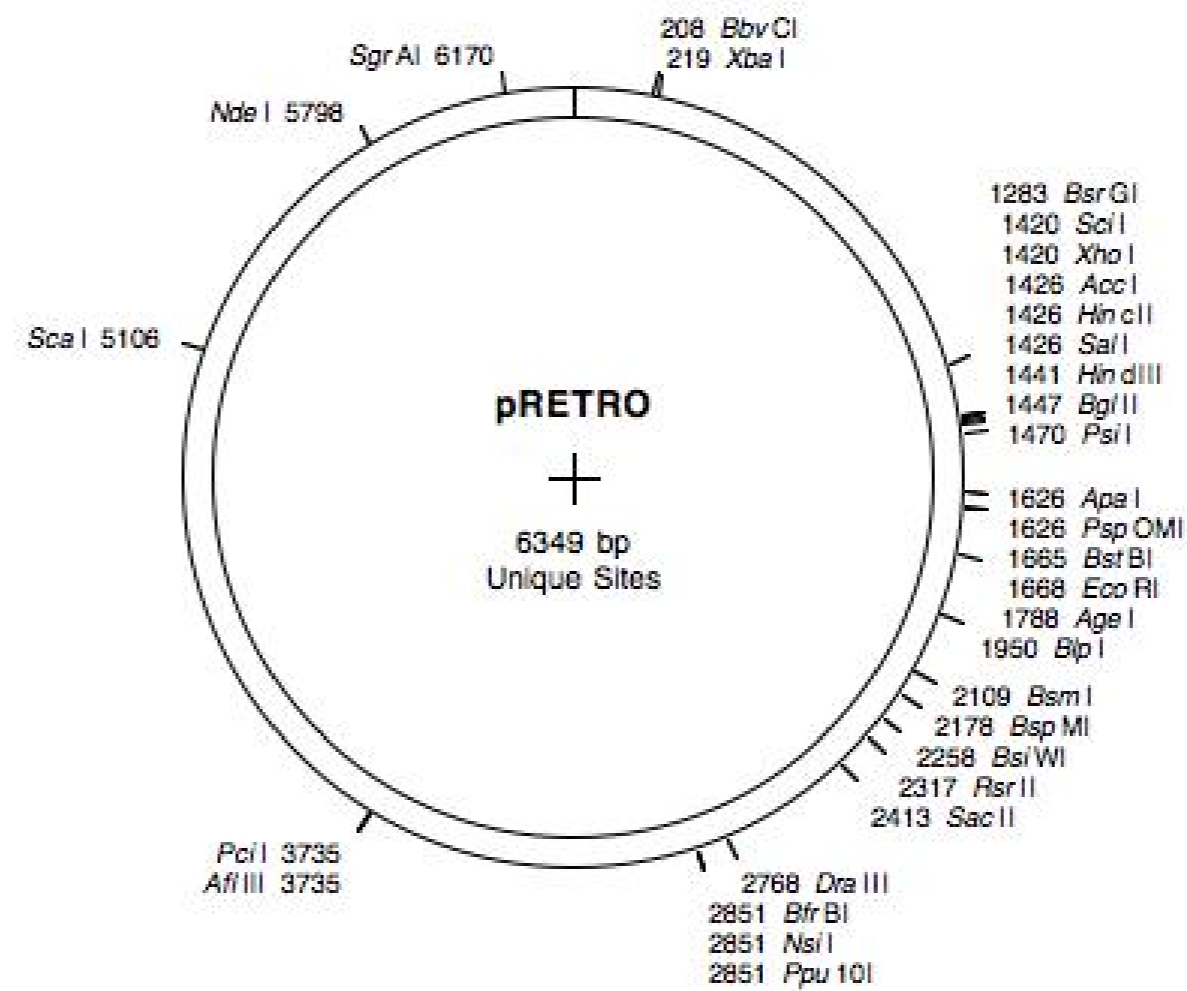 208 BbvCI
219 XbaI
SgrAI 6170
NdeI 5798
1283 BsrGI
1420 SciI
1420 XhoI
1426 AccI
1426 HincII
1426 SalI
1441 HindIII
1447 BglII
1470 PsiI
ScaI 5106
pRETRO
6349 bp
Unique Sites
1626 ApaI
1626 PspOMI
1665 BstBI
1668 EcoRI
1788 AgeI
1950 BlpI
2109 BsmI
2178 BspMI
2258 BsiWI
2317 RsrII
2413 SacII
PciI 3735
AflIII 3735
2768 DraIII
2851 BfrBI
2851 NsiI
2851 Ppu10I